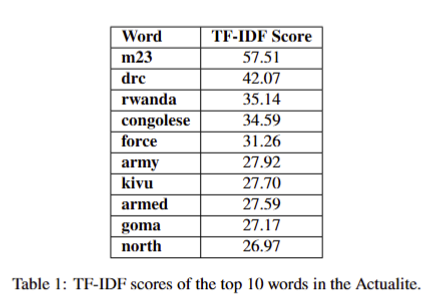 Word TF-IDF Score
m23 57.51
drc 42.07
rwanda 35.14
congolese 34.59
force 31.26
army 27.92
kivu 27.70
armed 27.59
goma 27.17
north 26.97
Table 1: TF-IDF scores of the top 10 words in the Actualite.